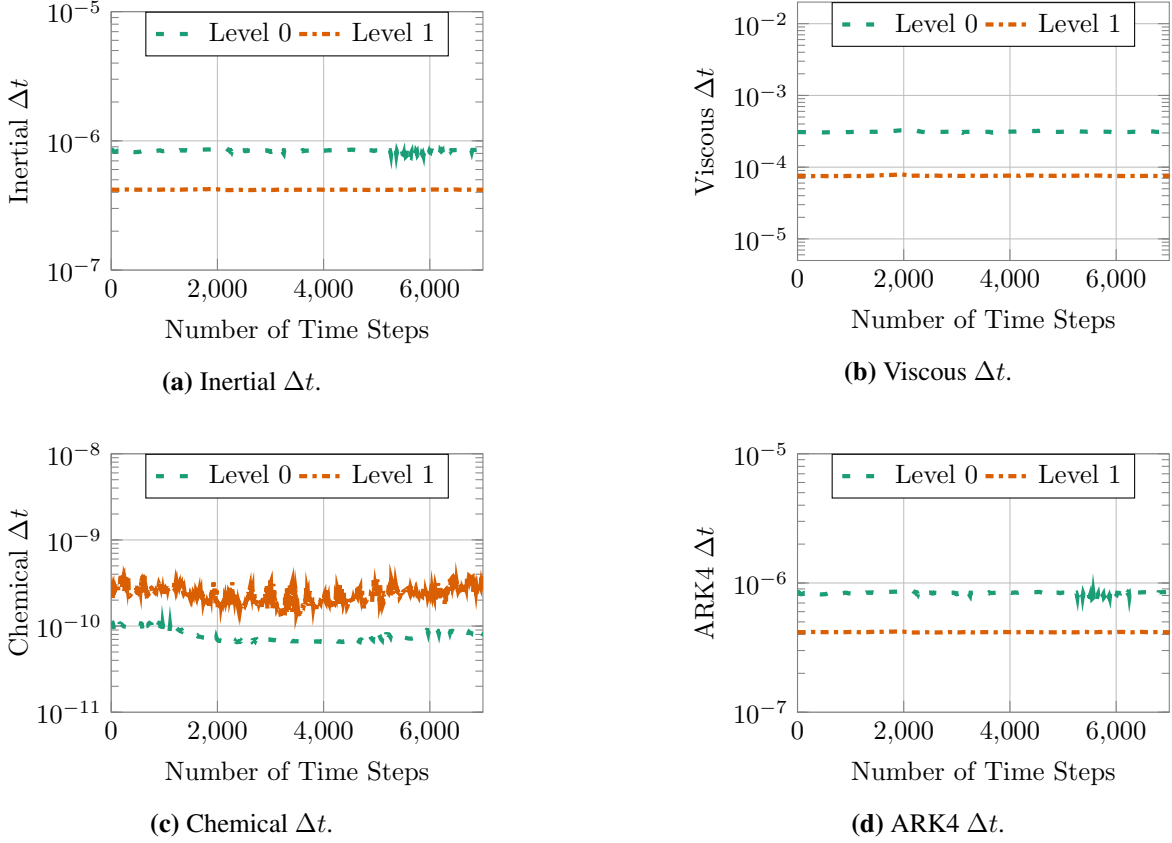 10^{-5}
Level 0 Level 1
10^{-6}
10^{-7}
Inertial Δt
0 2,000 4,000 6,000
Number of Time Steps
(a) Inertial Δt.
10^{-2}
Level 0 Level 1
10^{-3}
10^{-4}
10^{-5}
Viscous Δt
0 2,000 4,000 6,000
Number of Time Steps
(b) Viscous Δt.
10^{-8}
Level 0 Level 1
10^{-9}
10^{-10}
10^{-11}
Chemical Δt
0 2,000 4,000 6,000
Number of Time Steps
(c) Chemical Δt.
10^{-5}
Level 0 Level 1
10^{-6}
10^{-7}
ARK4 Δt
0 2,000 4,000 6,000
Number of Time Steps
(d) ARK4 Δt.